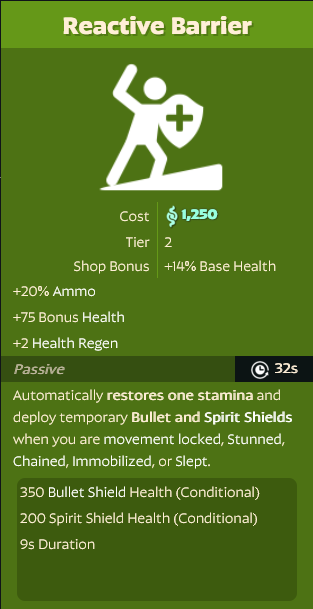 Reactive Barrier
Cost 1,250
Tier 2
Shop Bonus +14% Base Health
+20% Ammo
+75 Bonus Health
+2 Health Regen
Passive 32s
Automatically restores one stamina and
deploy temporary Bullet and Spirit Shields
when you are movement locked, Stunned,
Chained, Immobilized, or Slept.
350 Bullet Shield Health (Conditional)
200 Spirit Shield Health (Conditional)
9s Duration